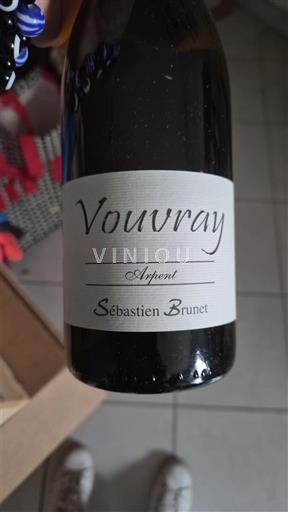 Vouvray
VINIOU
Arpent
Sébastien Brunet